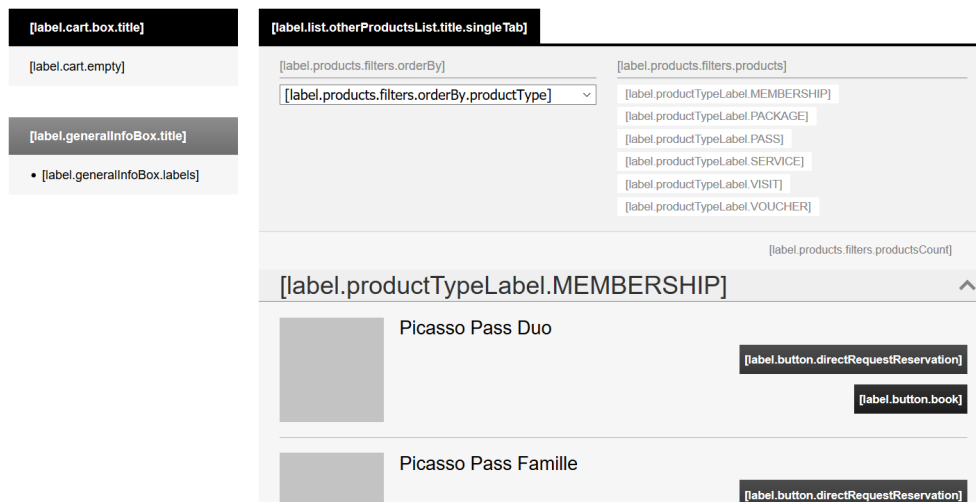 [label.cart.box.title]
[label.cart.empty]
[label.generalInfoBox.title]
[label.generalInfoBox.labels]
[label.list.otherProductsList.title.singleTab]
[label.products.filters.orderBy]
[label.products.filters.orderBy.productType]
[label.products.filters.products]
[label.productTypeLabel.MEMBERSHIP]
[label.productTypeLabel.PACKAGE]
[label.productTypeLabel.PASS]
[label.productTypeLabel.SERVICE]
[label.productTypeLabel.VISIT]
[label.productTypeLabel.VOUCHER]
[label.products.filters.productsCount]
[label.productTypeLabel.MEMBERSHIP]
Picasso Pass Duo
[label.button.directRequestReservation]
[label.button.book]
Picasso Pass Famille
[label.button.directRequestReservation]